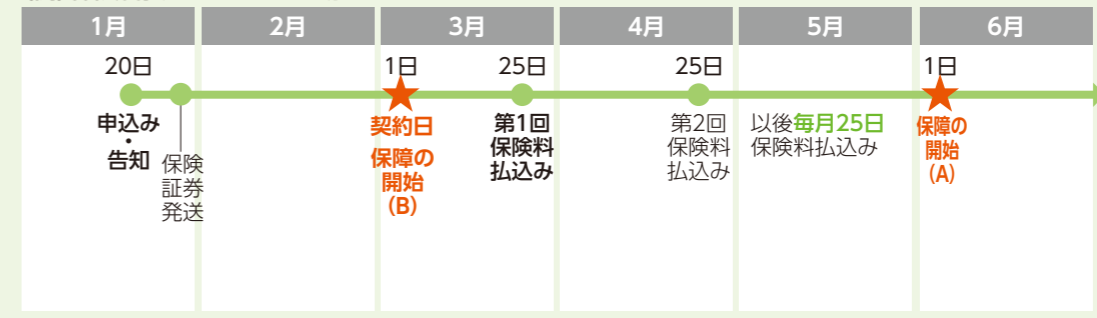 1月
2月
3月
4月
5月
6月
20日
1日
25日
25日
1日
申込み
・
告知
保険
証券
発送
契約日
保障の
開始
(B)
第1回
保険料
払込み
第2回
保険料
払込み
以後毎月25日
保険料払込み
保障の
開始
(A)